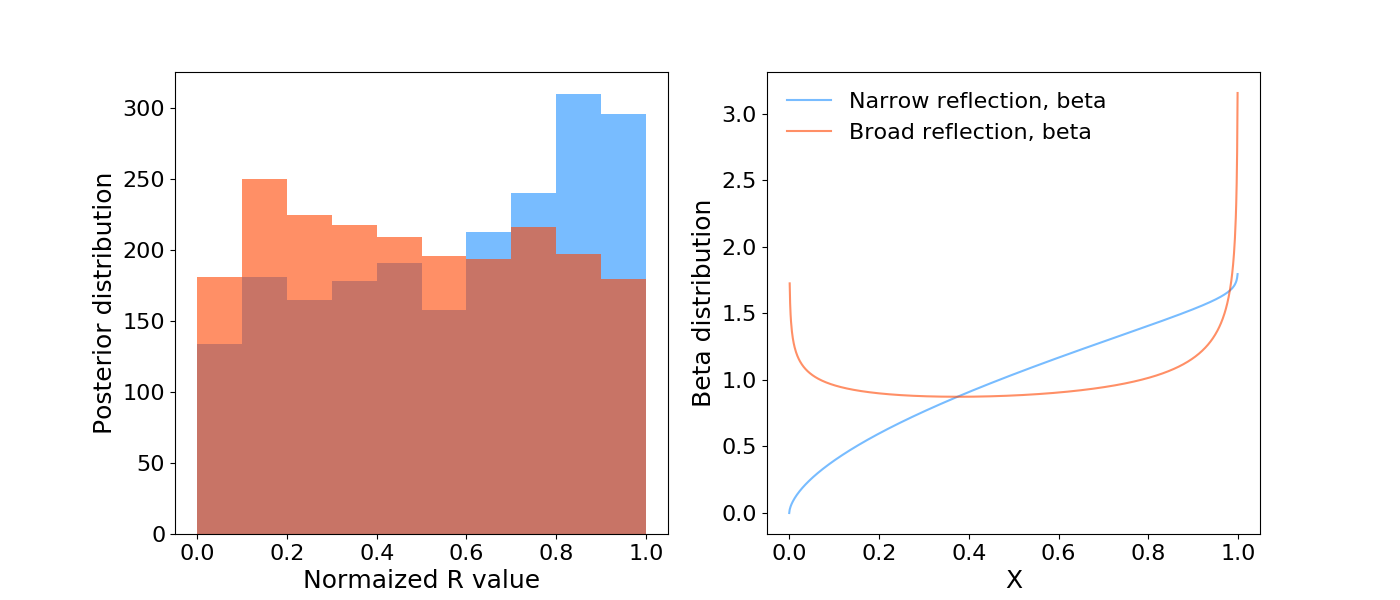 Posterior distribution
300
250
200
150
100
50
0
0.0 0.2 0.4 0.6 0.8 1.0
Normaized R value
Beta distribution
3.0
2.5
2.0
1.5
1.0
0.5
0.0
Narrow reflection, beta
Broad reflection, beta
0.0 0.2 0.4 0.6 0.8 1.0
X